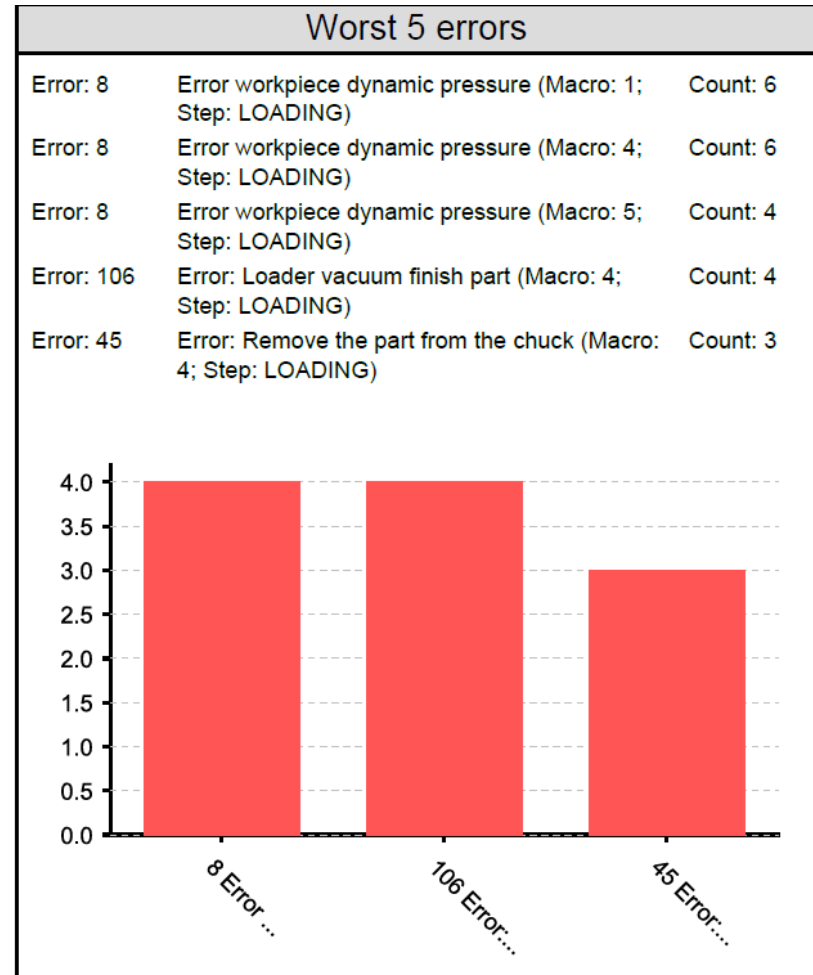 Worst 5 errors
Error: 8 Error workpiece dynamic pressure (Macro: 1; Count: 6
Step: LOADING)
Error: 8 Error workpiece dynamic pressure (Macro: 4; Count: 6
Step: LOADING)
Error: 8 Error workpiece dynamic pressure (Macro: 5; Count: 4
Step: LOADING)
Error: 106 Error: Loader vacuum finish part (Macro: 4; Count: 4
Step: LOADING)
Error: 45 Error: Remove the part from the chuck (Macro: Count: 3
4; Step: LOADING)
4.0
3.5
3.0
2.5
2.0
1.5
1.0
0.5
0.0
8 Error ...
106 Error:...
45 Error:...